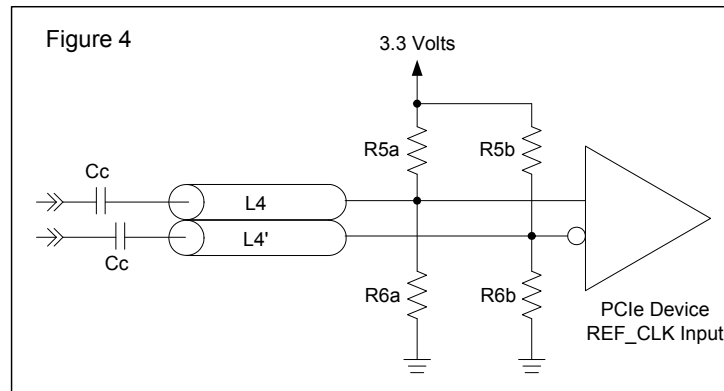 Figure 4
3.3 Volts
R5a
R5b
Cc
L4
L4'
Cc
R6a
R6b
PCIe Device
REF_CLK Input